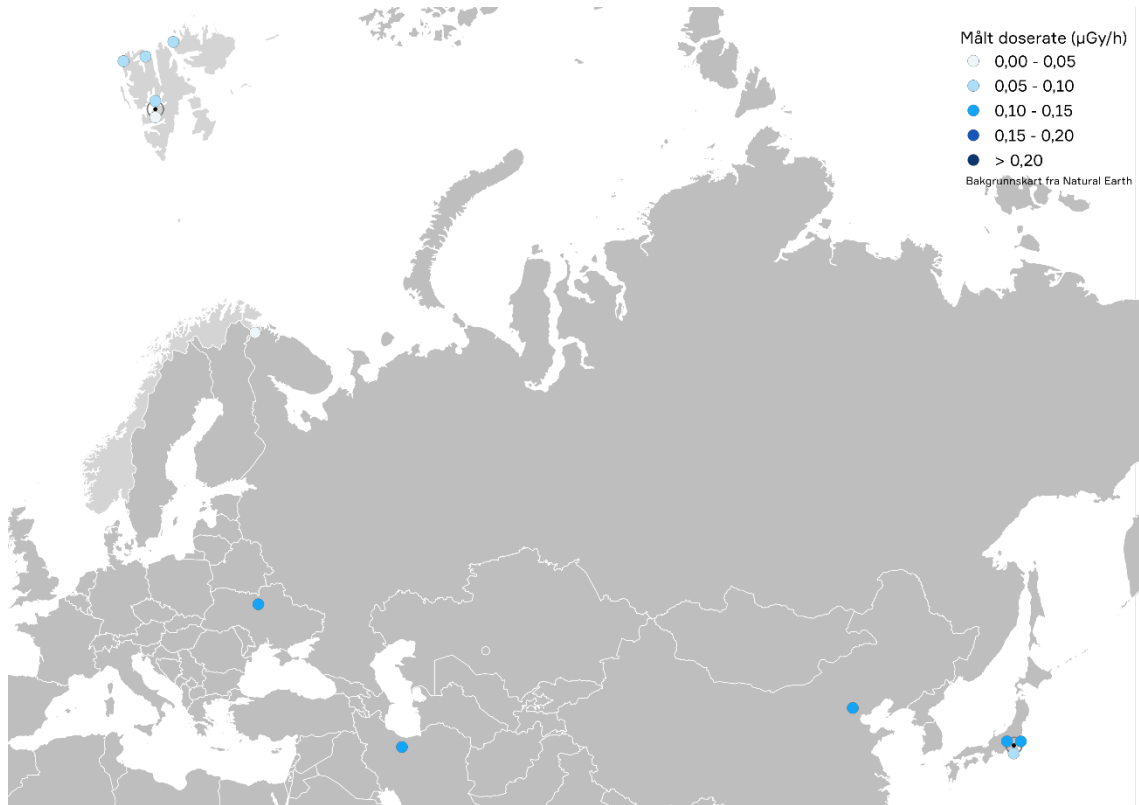 Målt doserate (µGy/h)
0,00 - 0,05
0,05 - 0,10
0,10 - 0,15
0,15 - 0,20
> 0,20
Bakgrunnskart fra Natural Earth